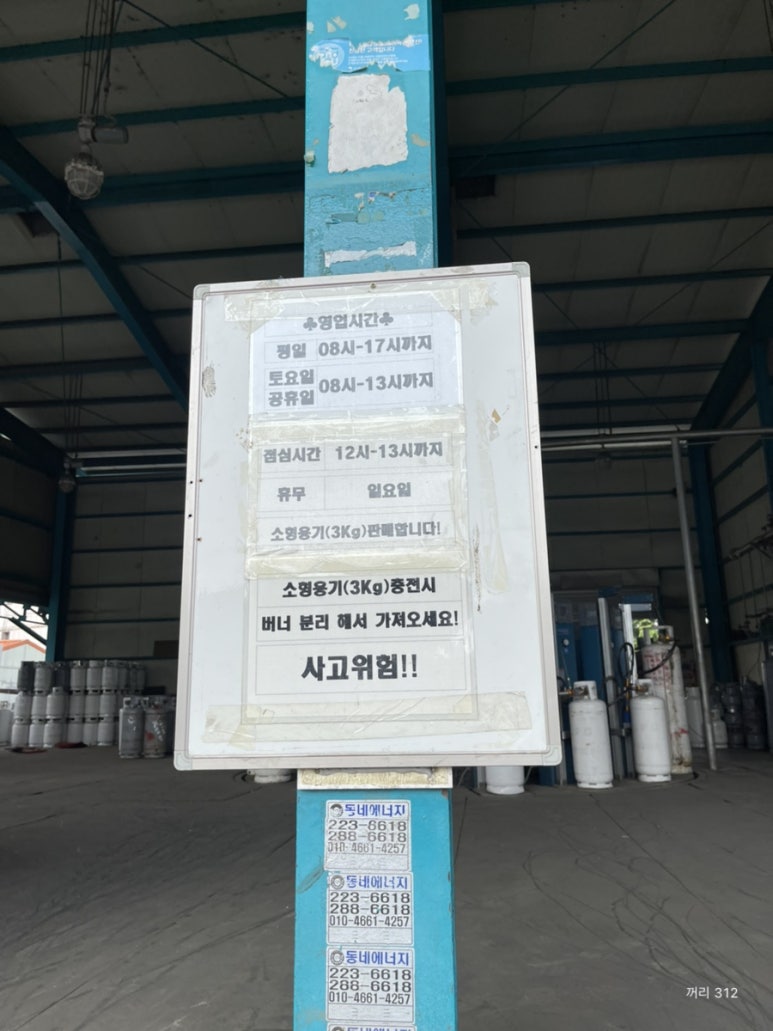 ♣영업시간♣
평일 08시-17시까지
토요일
공휴일 08시-13시까지
점심시간 12시-13시까지
휴무 일요일
소형용기(3Kg)판매합니다!
소형용기(3Kg)충전시
버너 분리 해서 가져오세요!
사고위험!!
동네에너지
223-6618
288-6618
010-4661-4257
동네에너지
223-6618
288-6618
010-4661-4257
동네에너지
223-6618
288-6618
010-4661-4257
꺼리 312